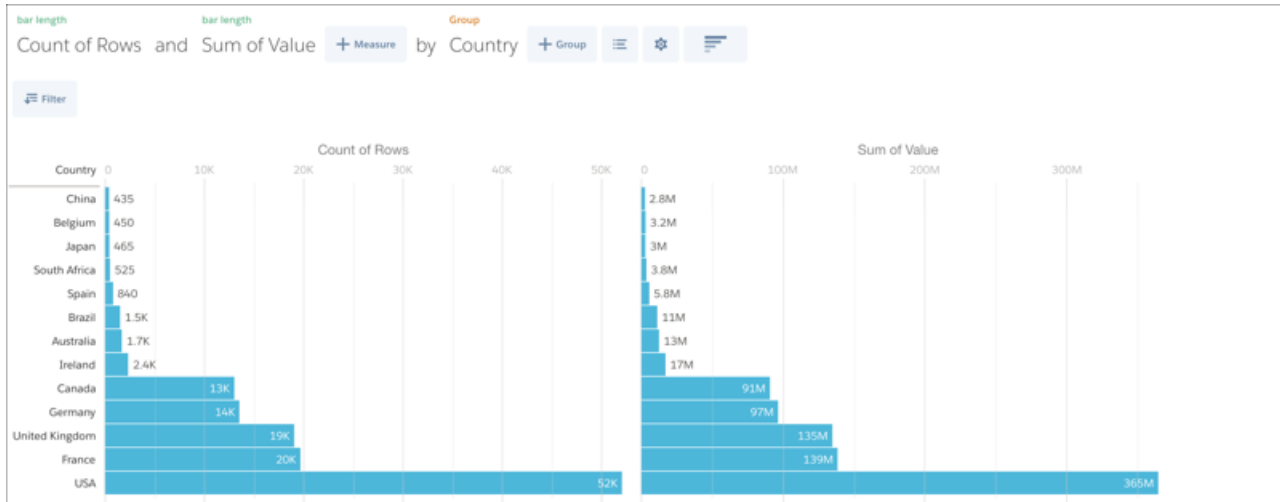 bar length bar length Group
Count of Rows and Sum of Value + Measure by Country + Group
Filter
Count of Rows Sum of Value
Country 0 10K 20K 30K 40K 50K 0 100M 200M 300M
China 435 2.8M
Belgium 450 3.2M
Japan 465 3M
South Africa 525 3.8M
Spain 840 5.8M
Brazil 1.5K 11M
Australia 1.7K 13M
Ireland 2.4K 17M
Canada 13K 91M
Germany 14K 97M
United Kingdom 19K 135M
France 20K 139M
USA 52K 365M